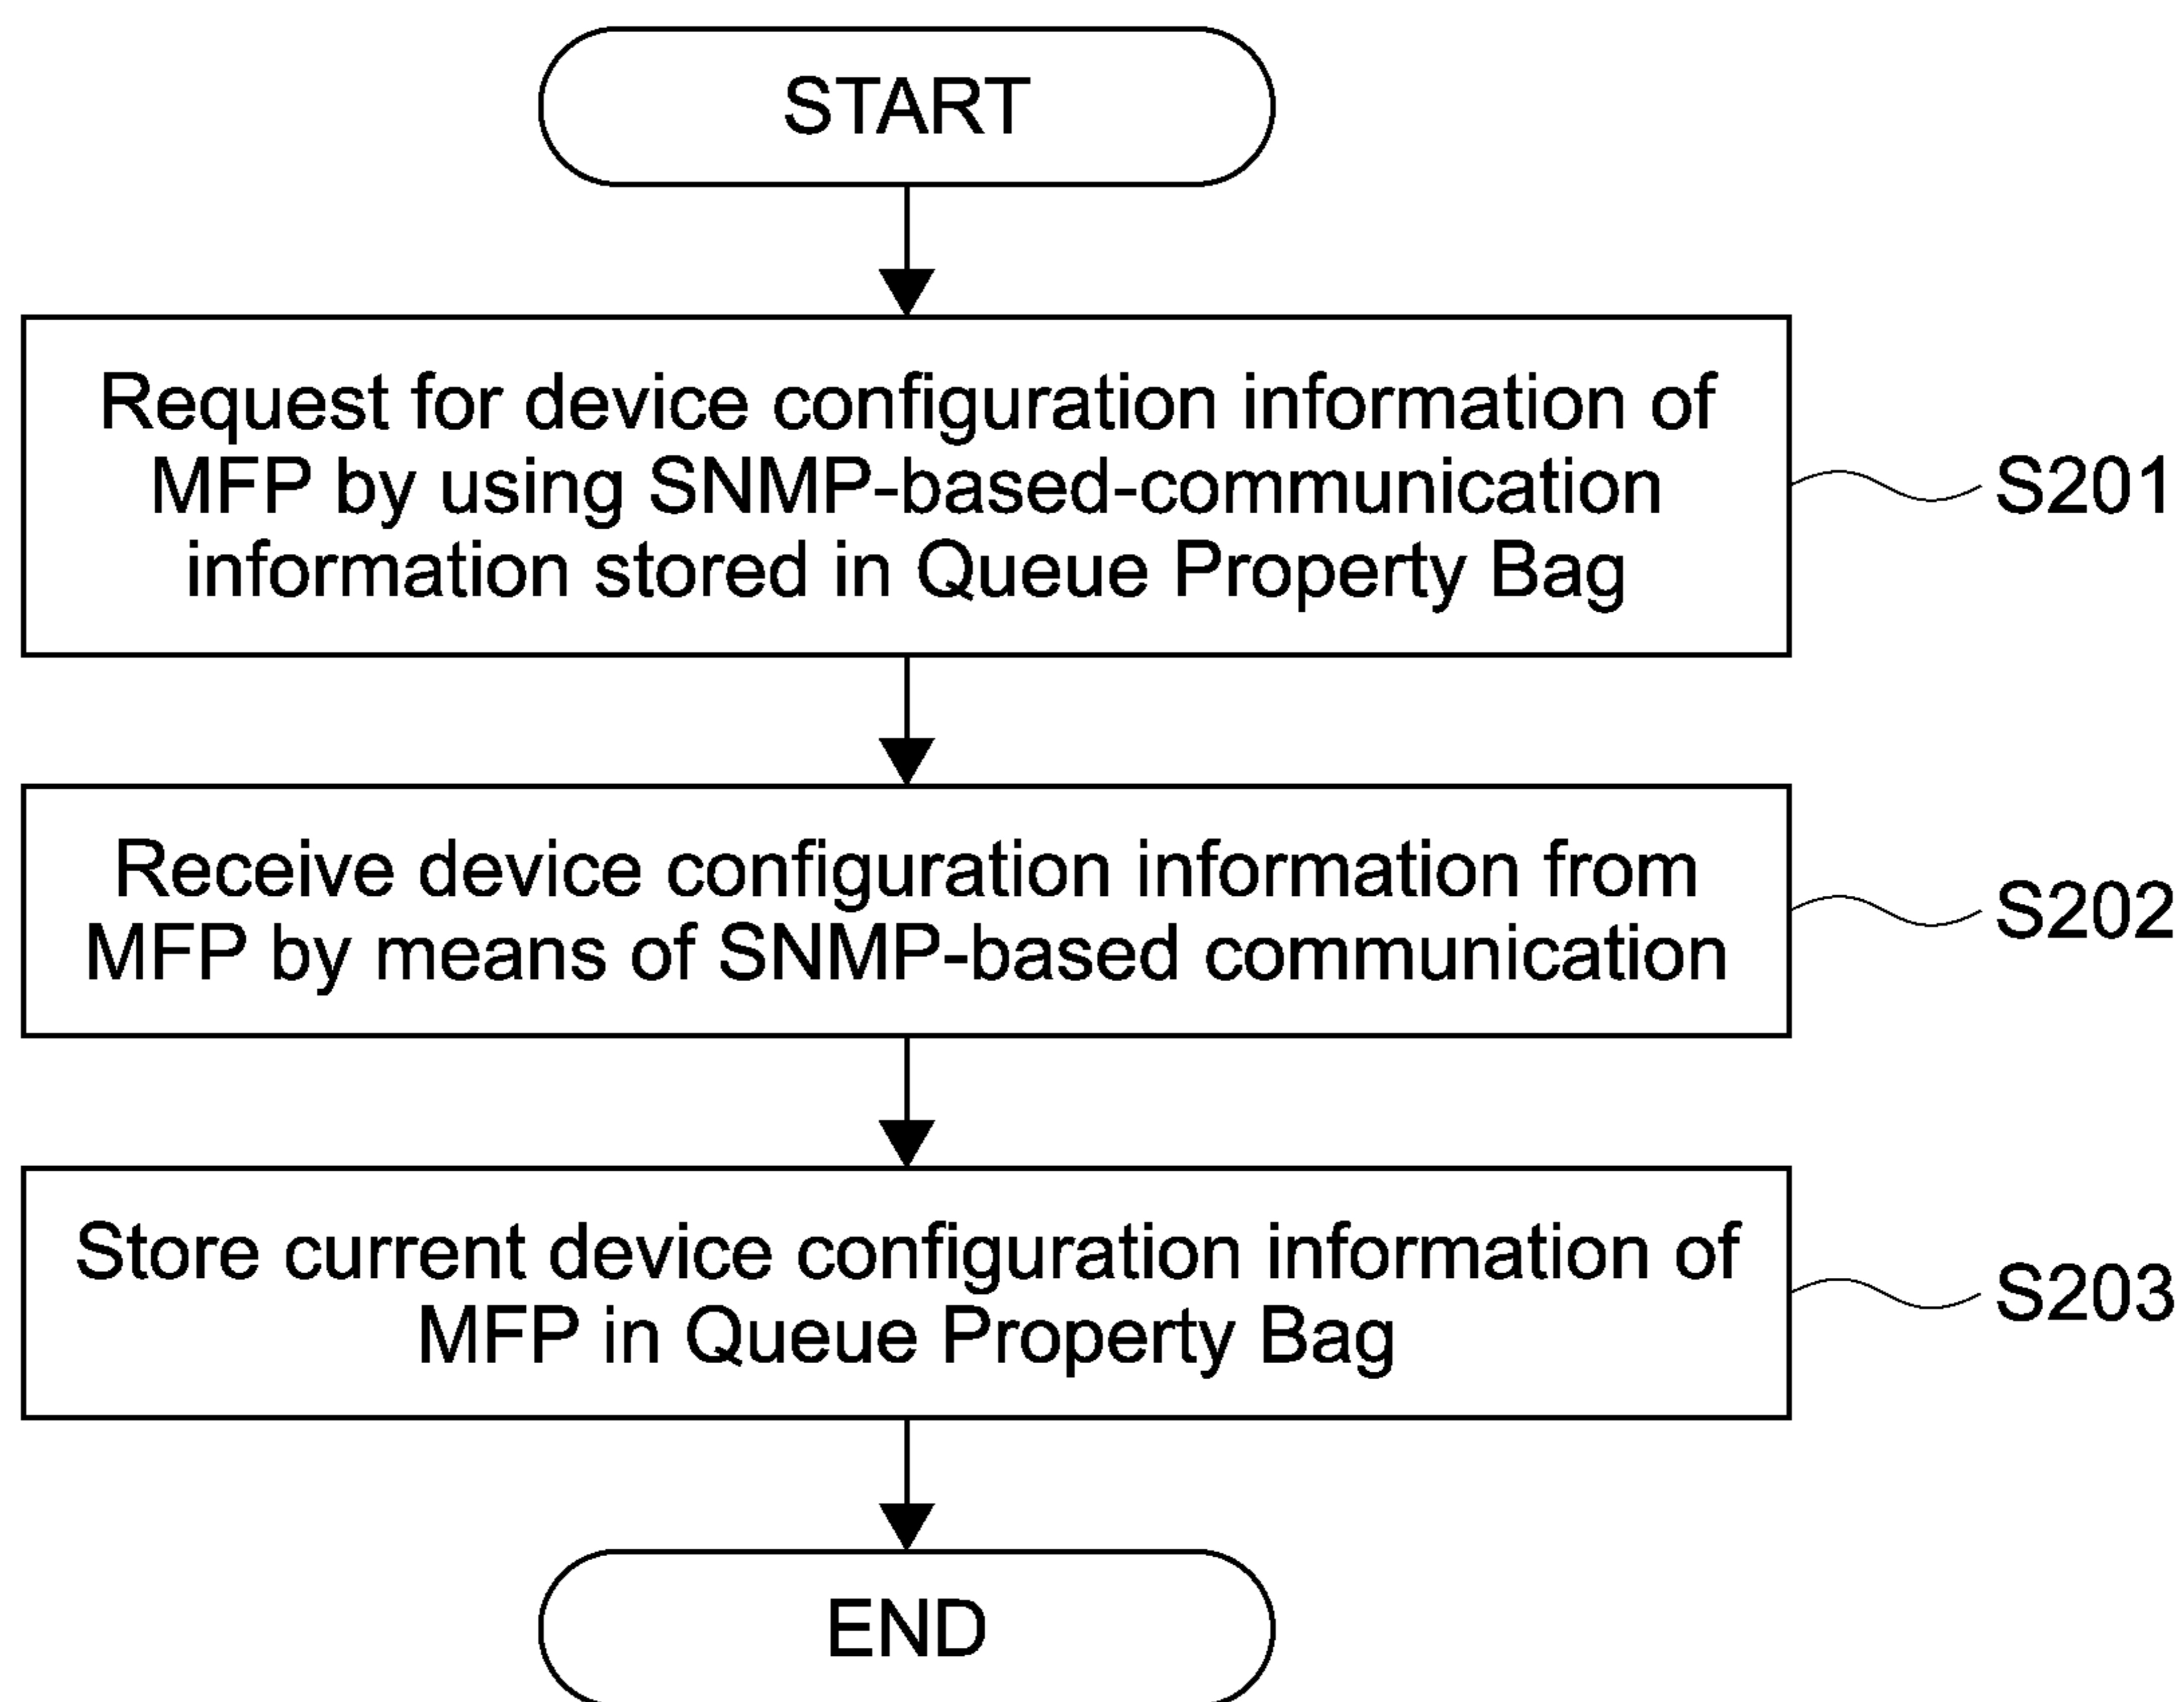 START
Request for device configuration information of
MFP by using SNMP-based-communication
information stored in Queue Property Bag
S201
Receive device configuration information from
MFP by means of SNMP-based communication
S202
Store current device configuration information of
MFP in Queue Property Bag
S203
END